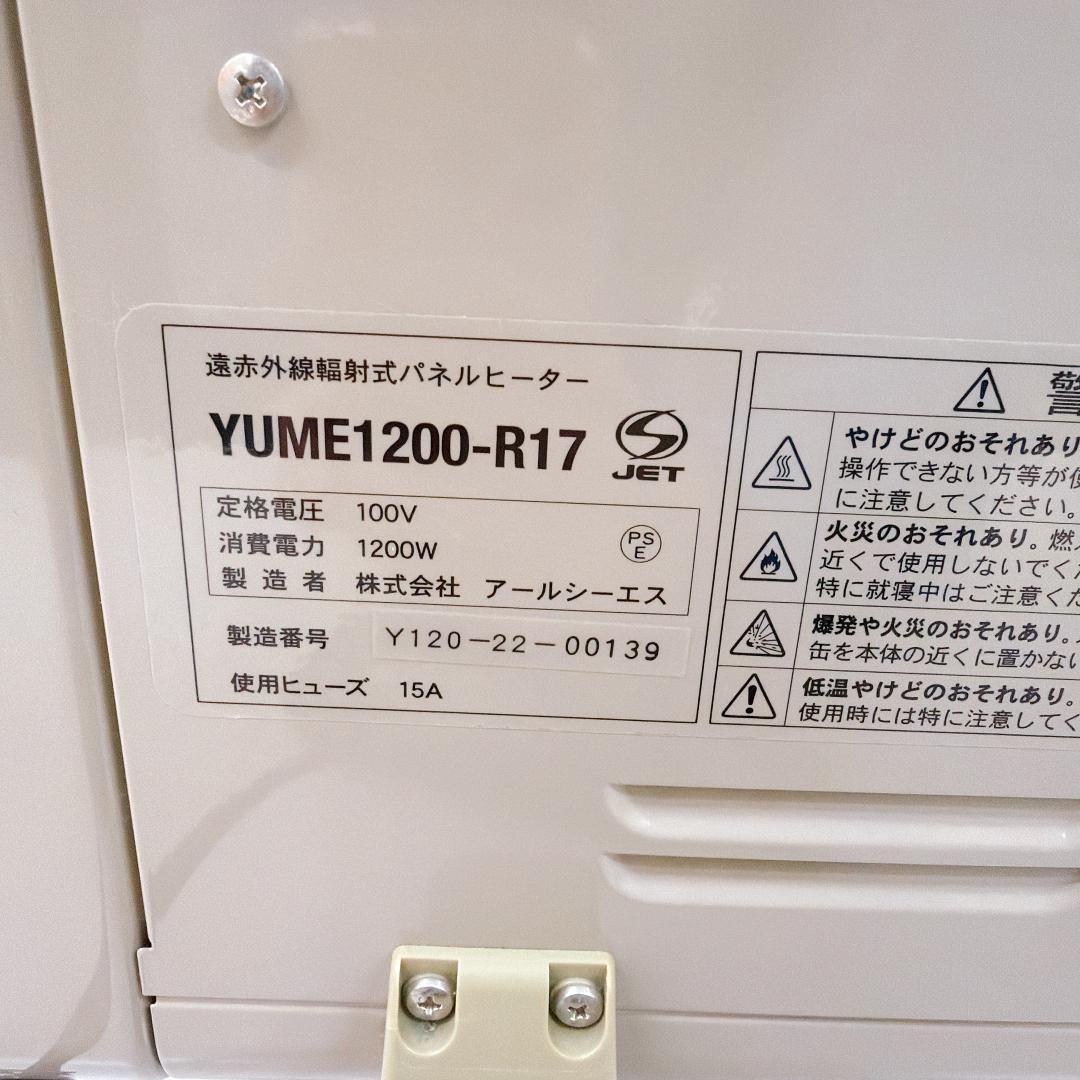 遠赤外線輻射式パネルヒーター
YUME1200-R17
JET
定格電圧 100V
消費電力 1200W
製造者 株式会社 アールシーエス
PS
E
製造番号 Y120-22-00139
使用ヒューズ 15A
やけどのおそれあり
操作できない方等が
に注意してください。
火災のおそれあり。燃
近くで使用しないでく
特に就寝中はご注意く
爆発や火災のおそれあり。
缶を本体の近くに置かない
低温やけどのおそれあり。
使用時には特に注意して